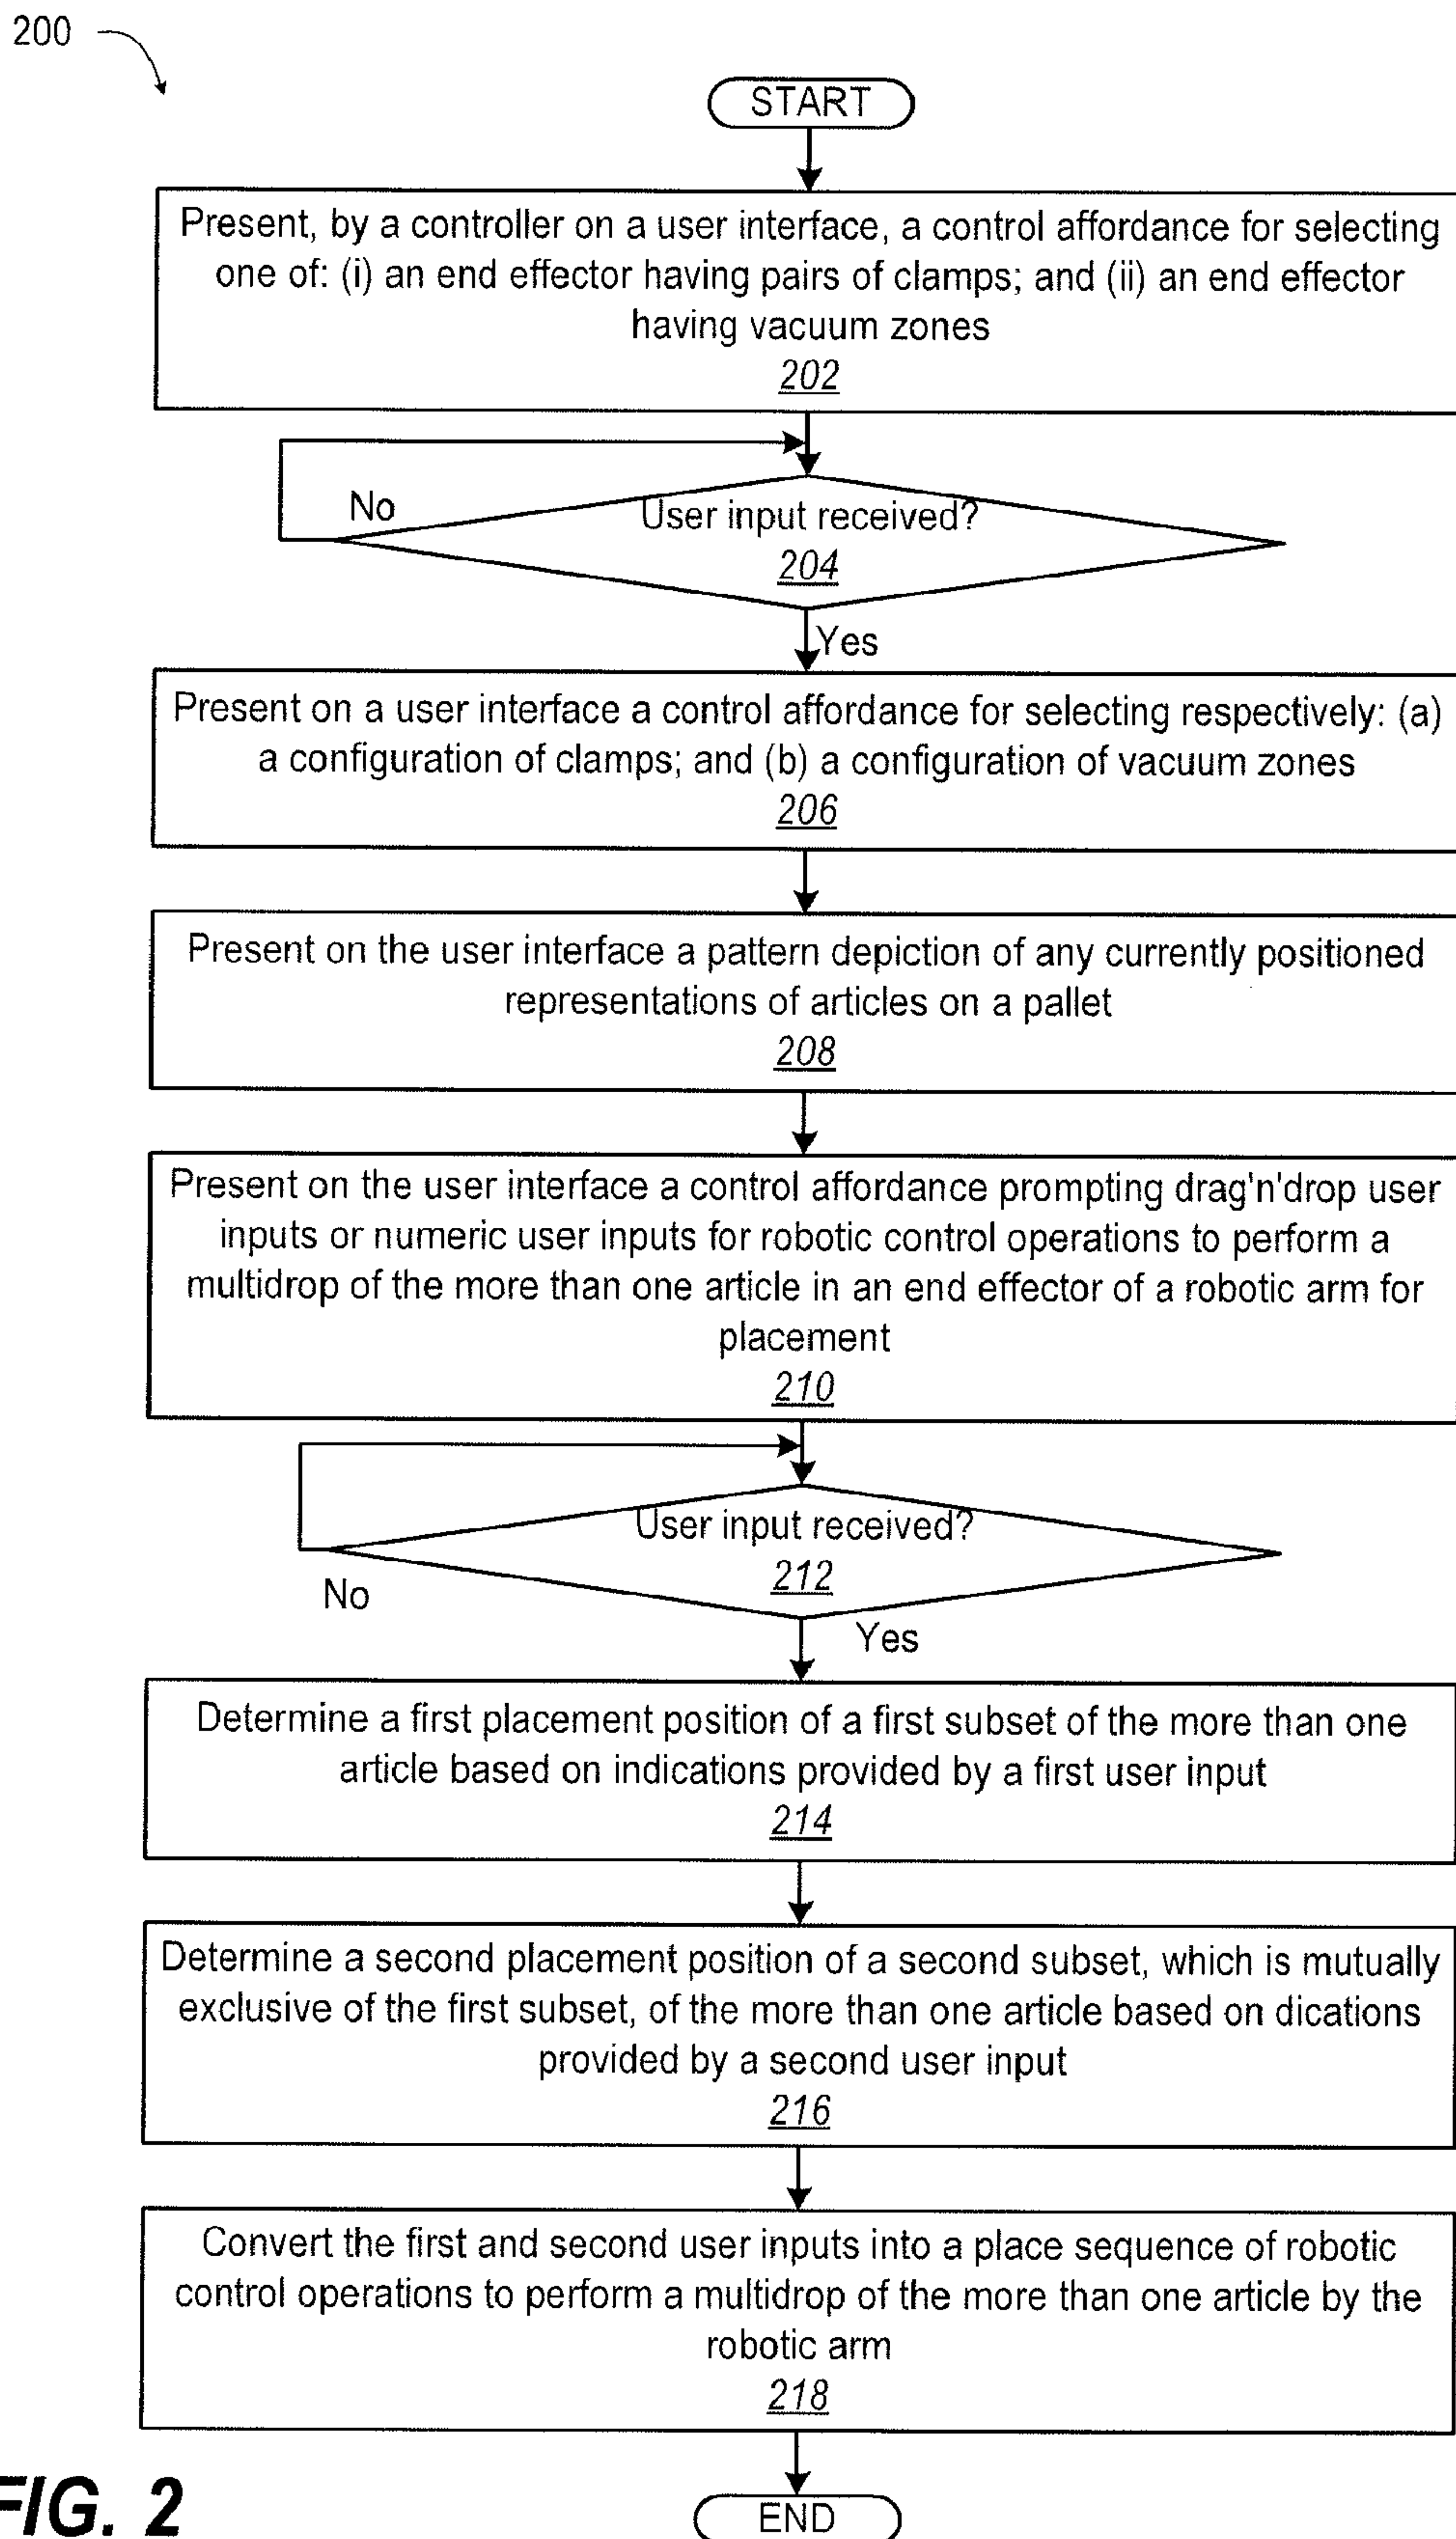 200
START
Present, by a controller on a user interface, a control affordance for selecting
one of: (i) an end effector having pairs of clamps; and (ii) an end effector
having vacuum zones
202
No
User input received?
204
Yes
Present on a user interface a control affordance for selecting respectively: (a)
a configuration of clamps; and (b) a configuration of vacuum zones
206
Present on the user interface a pattern depiction of any currently positioned
representations of articles on a pallet
208
Present on the user interface a control affordance prompting drag'n'drop user
inputs or numeric user inputs for robotic control operations to perform a
multidrop of the more than one article in an end effector of a robotic arm for
placement
210
User input received?
212
No
Yes
Determine a first placement position of a first subset of the more than one
article based on indications provided by a first user input
214
Determine a second placement position of a second subset, which is mutually
exclusive of the first subset, of the more than one article based on dications
provided by a second user input
216
Convert the first and second user inputs into a place sequence of robotic
control operations to perform a multidrop of the more than one article by the
robotic arm
218
FIG. 2
END